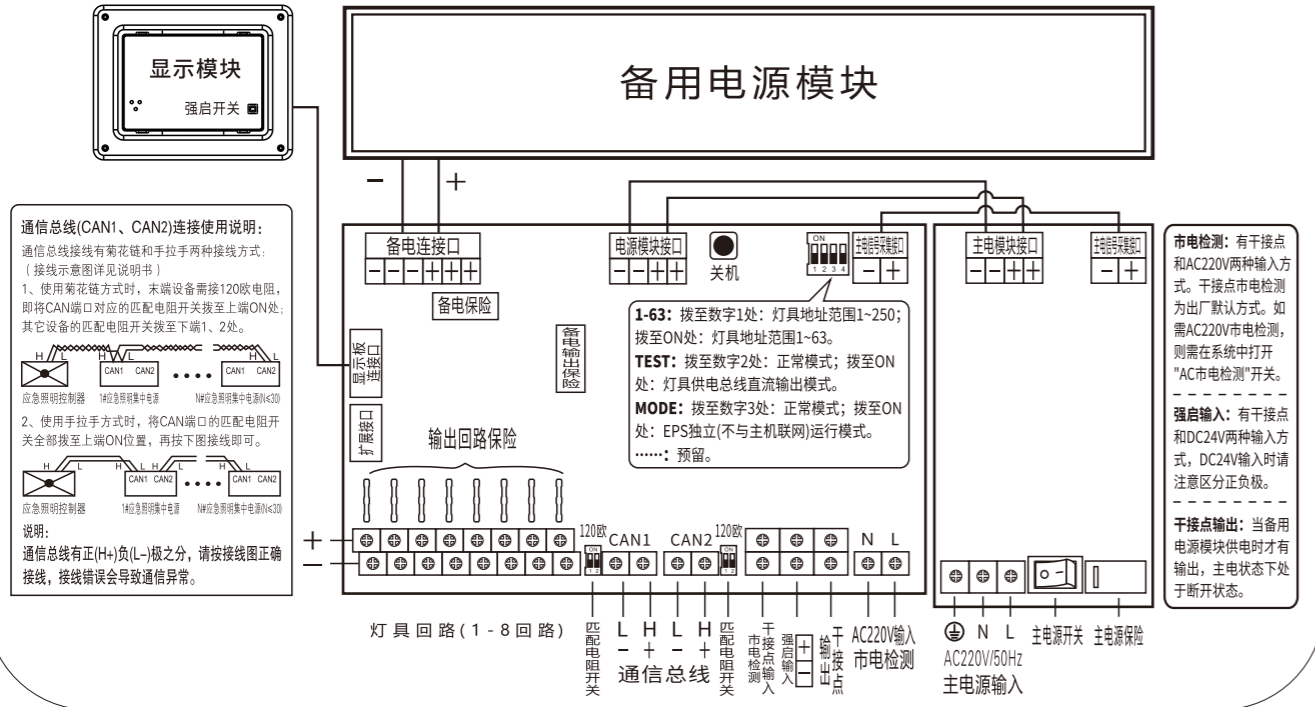 显示模块
强启开关
备用电源模块
− +
通信总线(CAN1、CAN2)连接使用说明：
通信总线接线有菊花链和手拉手两种接线方式：
（接线示意图详见说明书）
1、使用菊花链方式时，末端设备需接120欧电阻，
即将CAN端口对应的匹配电阻开关拨至上端ON处；
其它设备的匹配电阻开关拨至下端1、2处。
H L H L H L
CAN1 CAN2 •••• CAN1 CAN2
应急照明控制器 1#应急照明集中电源 N#应急照明集中电源(N≤30)
2、使用手拉手方式时，将CAN端口的匹配电阻开
关全部拨至上端ON位置，再按下图接线即可。
H L H L H L H L
CAN1 CAN2 •••• CAN1 CAN2
应急照明控制器 1#应急照明集中电源 N#应急照明集中电源(N≤30)
说明：
通信总线有正(H+)负(L−)极之分，请按接线图正确
接线，接线错误会导致通信异常。
备电连接口
− − − + + +
备电保险
电源模块接口
− − + +
关机
ON
1 2 3 4
主电信号采集接口
− +
主电模块接口
− − + +
主电信号采集接口
− +
显示板
连接口
扩展接口
备电输出保险
1-63：拨至数字1处：灯具地址范围1~250；
拨至ON处：灯具地址范围1~63。
TEST：拨至数字2处：正常模式；拨至ON
处：灯具供电总线直流输出模式。
MODE：拨至数字3处：正常模式；拨至ON
处：EPS独立(不与主机联网)运行模式。
……：预留。
输出回路保险
+
−
120欧 CAN1 CAN2 120欧
ON
1 2
ON
1 2
N L
灯具回路(1-8回路)
匹配电阻开关
L H L H
− + − +
通信总线
匹配电阻开关
干接点输入
市电检测
强启输入
+
−
干接点
输出
AC220V输入
市电检测
N L
AC220V/50Hz
主电源输入
主电源开关
主电源保险
市电检测：有干接点
和AC220V两种输入方
式。干接点市电检测
为出厂默认方式。如
需AC220V市电检测，
则需在系统中打开
"AC市电检测"开关。
强启输入：有干接点
和DC24V两种输入方
式，DC24V输入时请
注意区分正负极。
干接点输出：当备用
电源模块供电时才有
输出，主电状态下处
于断开状态。